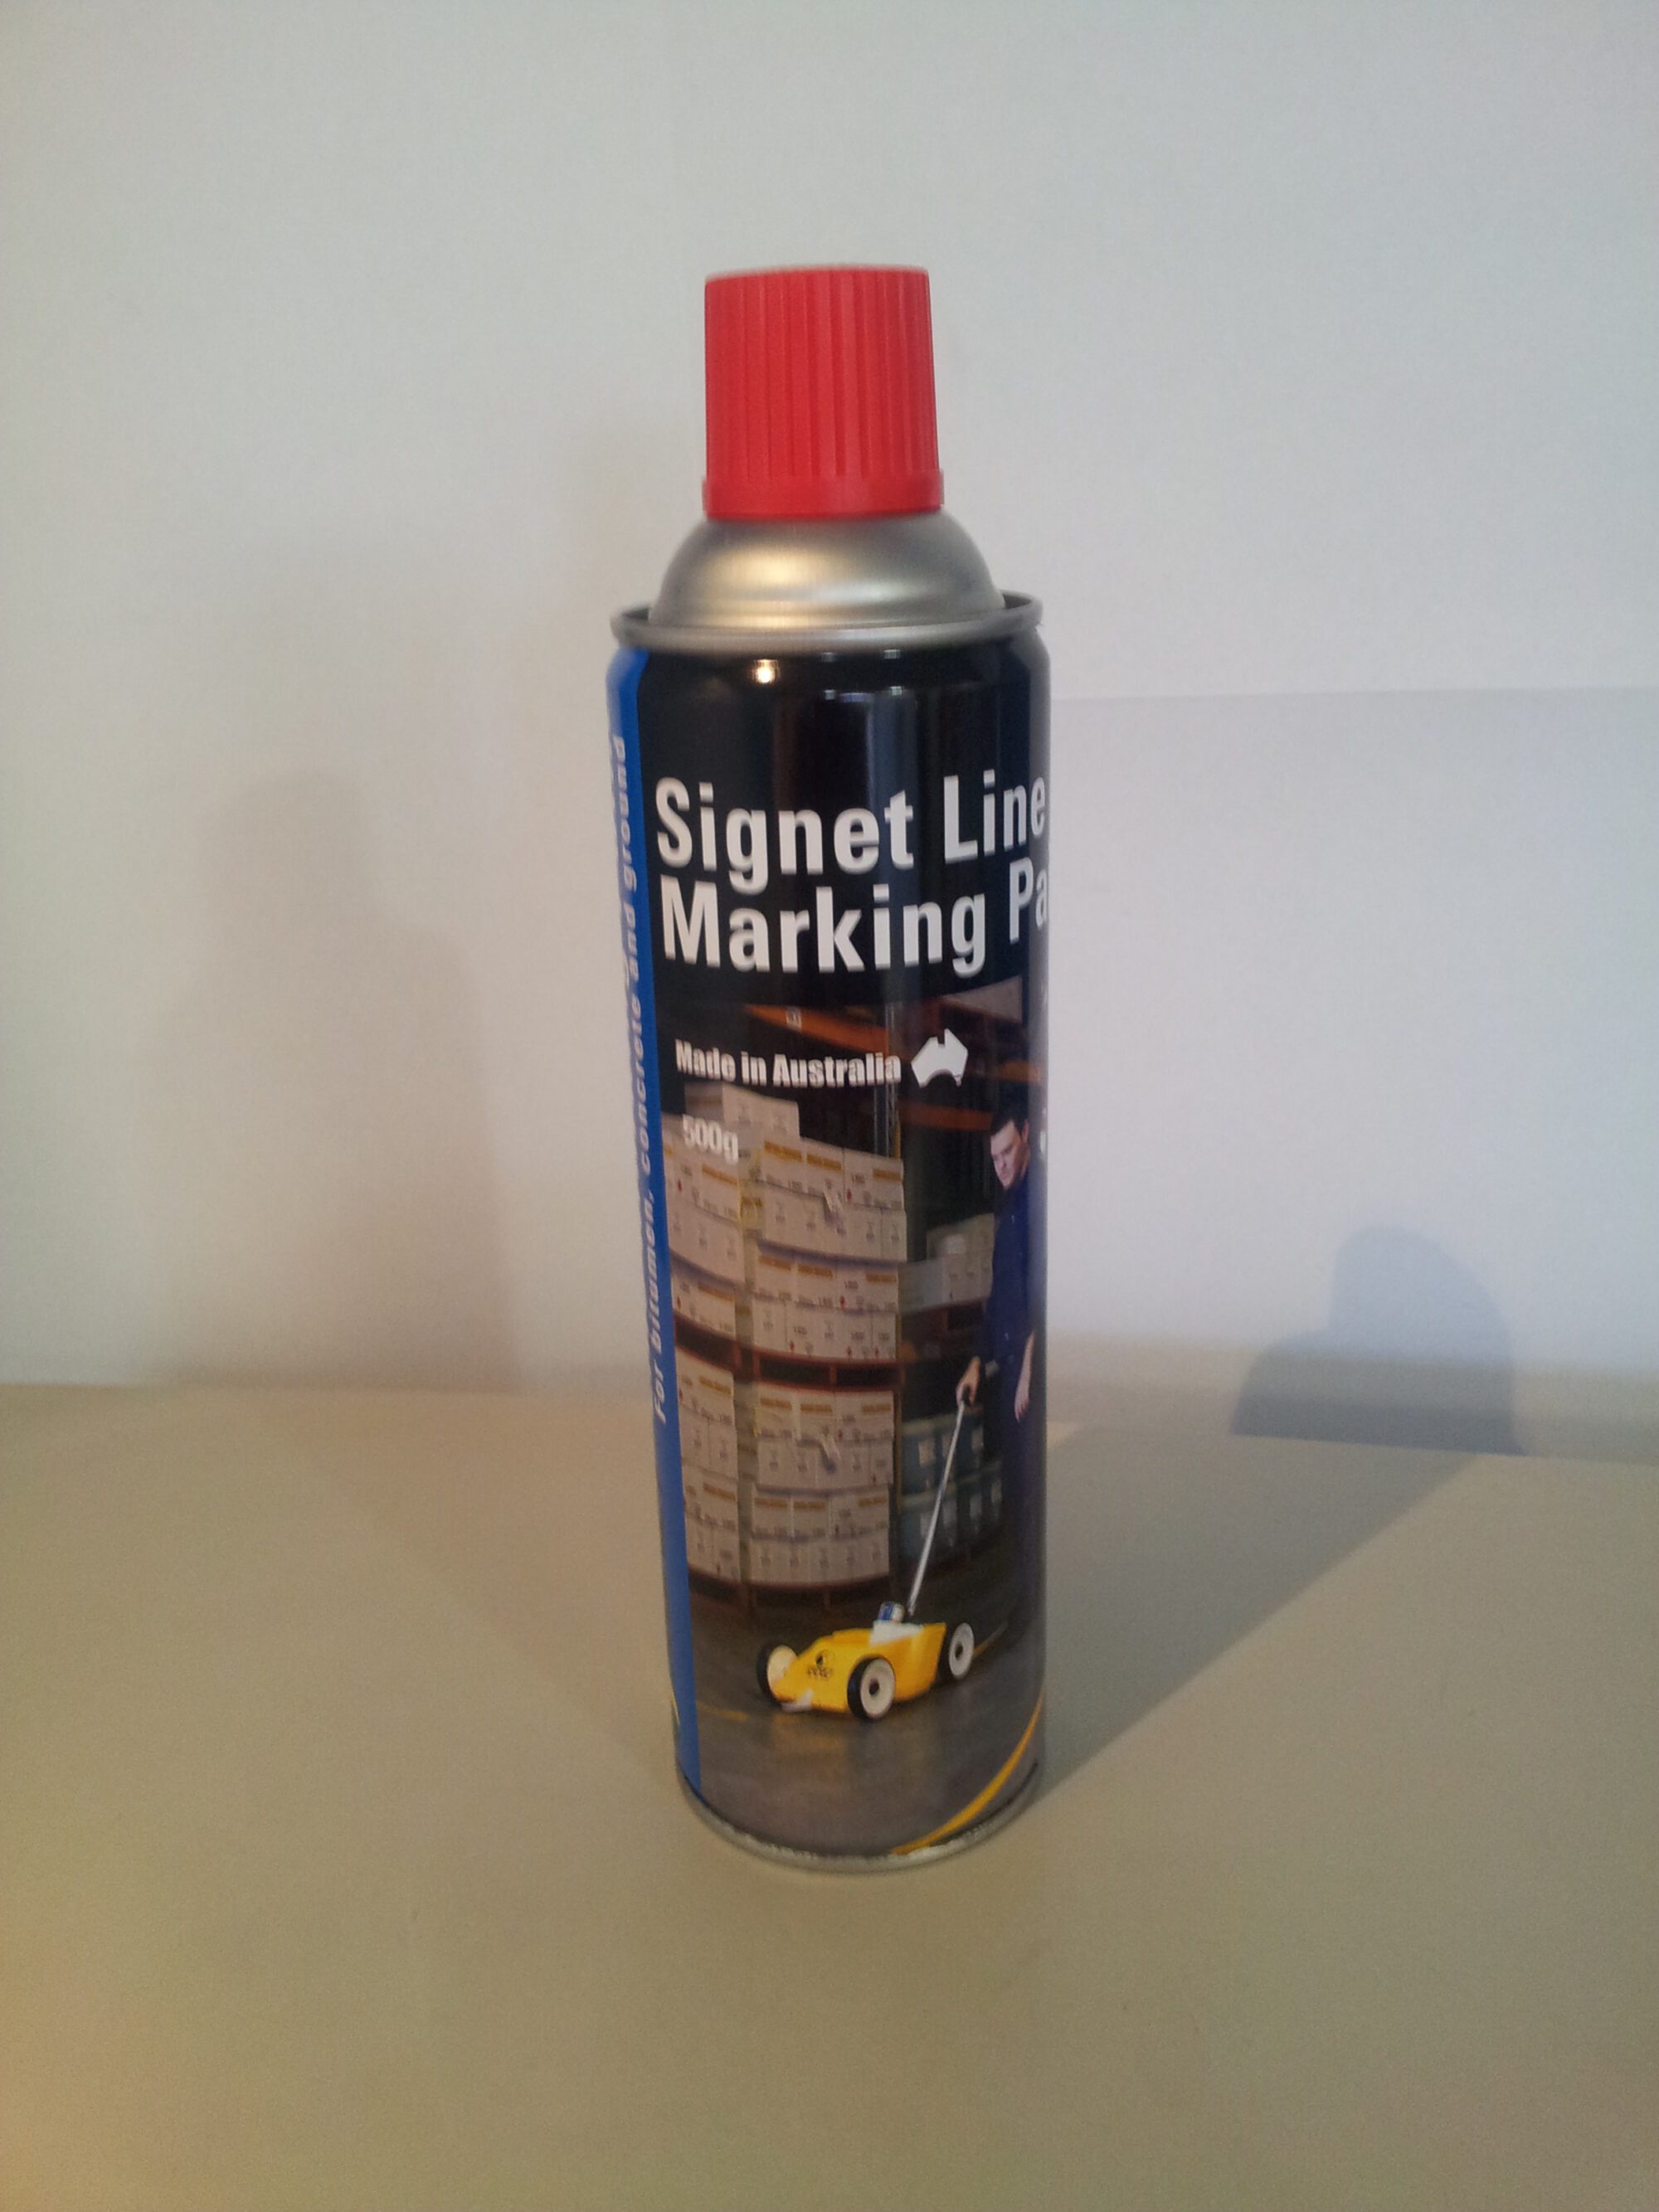 Signet Line
Marking Pa
Made in Australia
500g
For bitumen, concrete and ground